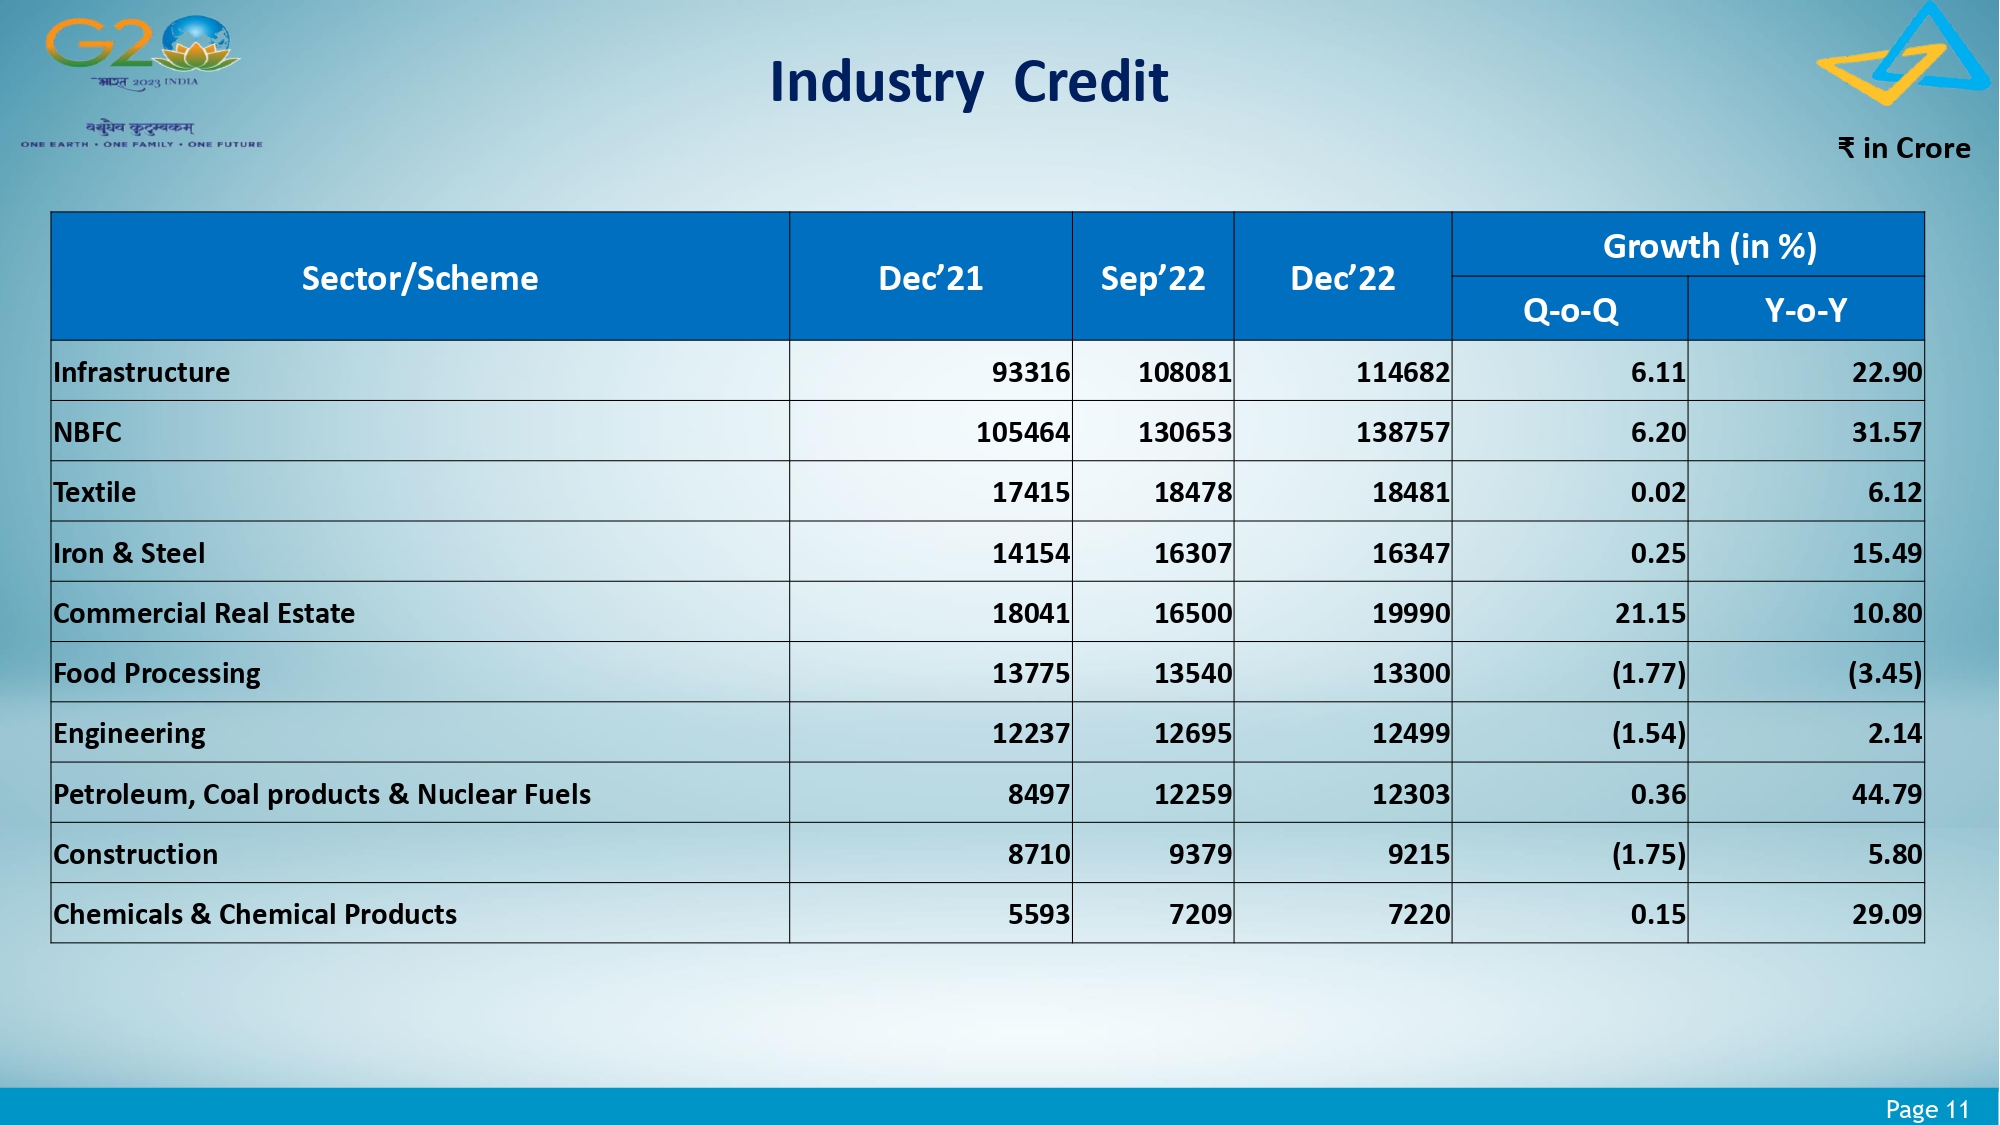 G20
भारत 2023 INDIA
वसुधैव कुटुम्बकम्
ONE EARTH • ONE FAMILY • ONE FUTURE
Industry Credit
₹ in Crore
Sector/Scheme Dec’21 Sep’22 Dec’22 Growth (in %)
Q-o-Q Y-o-Y
Infrastructure 93316 108081 114682 6.11 22.90
NBFC 105464 130653 138757 6.20 31.57
Textile 17415 18478 18481 0.02 6.12
Iron & Steel 14154 16307 16347 0.25 15.49
Commercial Real Estate 18041 16500 19990 21.15 10.80
Food Processing 13775 13540 13300 (1.77) (3.45)
Engineering 12237 12695 12499 (1.54) 2.14
Petroleum, Coal products & Nuclear Fuels 8497 12259 12303 0.36 44.79
Construction 8710 9379 9215 (1.75) 5.80
Chemicals & Chemical Products 5593 7209 7220 0.15 29.09
Page 11